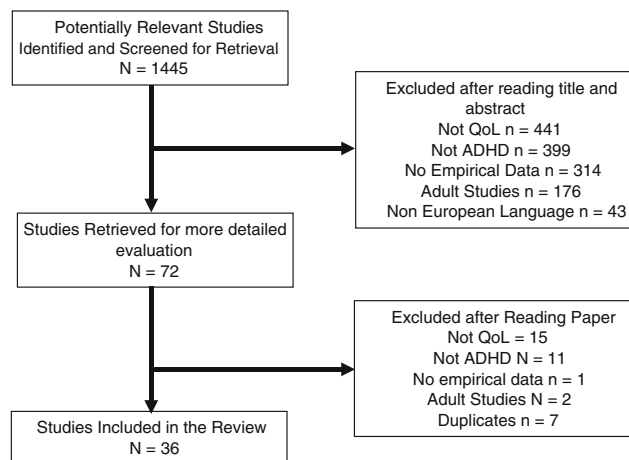 Potentially Relevant Studies
Identified and Screened for Retrieval
N = 1445
Excluded after reading title and
abstract
Not QoL n = 441
Not ADHD n = 399
No Empirical Data n = 314
Adult Studies n = 176
Non European Language n = 43
Studies Retrieved for more detailed
evaluation
N = 72
Excluded after Reading Paper
Not QoL = 15
Not ADHD N = 11
No empirical data n = 1
Adult Studies N = 2
Duplicates n = 7
Studies Included in the Review
N = 36